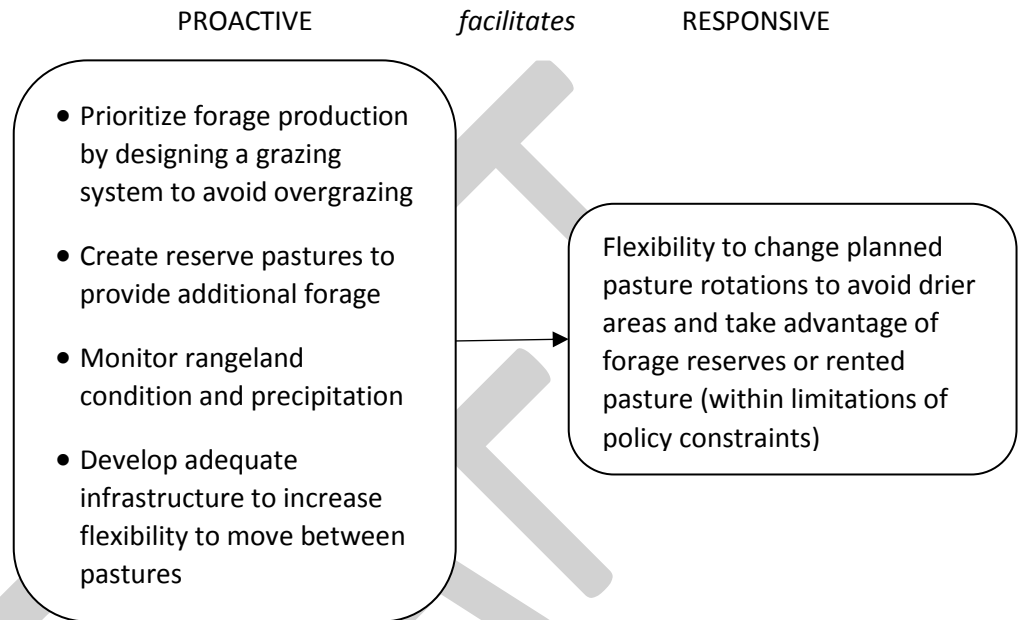 PROACTIVE facilitates RESPONSIVE
• Prioritize forage production
by designing a grazing
system to avoid overgrazing
• Create reserve pastures to
provide additional forage
• Monitor rangeland
condition and precipitation
• Develop adequate
infrastructure to increase
flexibility to move between
pastures
Flexibility to change planned
pasture rotations to avoid drier
areas and take advantage of
forage reserves or rented
pasture (within limitations of
policy constraints)